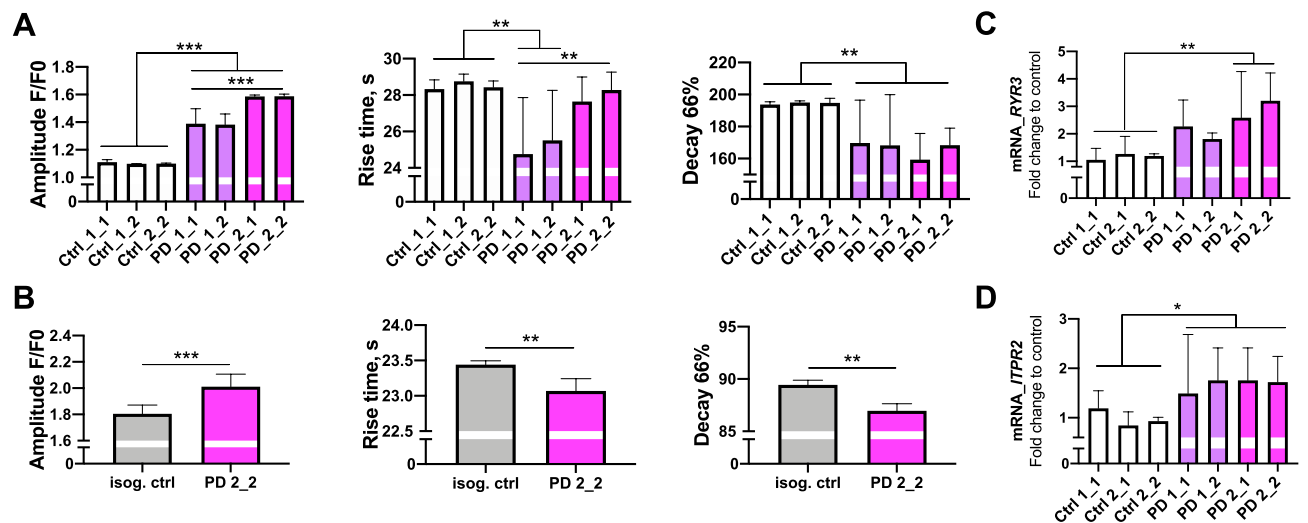 A
Amplitude F/F0
1.8
1.6
1.4
1.2
1.0
0
***
***
Ctrl_1_1
Ctrl_1_2
Ctrl_2_2
PD_1_1
PD_1_2
PD_2_1
PD_2_2
Rise time, s
30
28
26
24
0
**
**
Ctrl_1_1
Ctrl_1_2
Ctrl_2_2
PD_1_1
PD_1_2
PD_2_1
PD_2_2
Decay 66%
220
200
180
160
0
**
Ctrl_1_1
Ctrl_1_2
Ctrl_2_2
PD_1_1
PD_1_2
PD_2_1
PD_2_2
C
mRNA_RYR3
Fold change to control
5
4
3
2
1
0
**
Ctrl 1_1
Ctrl 2_1
Ctrl 2_2
PD 1_1
PD 1_2
PD 2_1
PD 2_2
B
Amplitude F/F0
2.4
2.2
2.0
1.8
1.6
0
***
isog. ctrl
PD 2_2
Rise time, s
24.0
23.5
23.0
22.5
0
**
isog. ctrl
PD 2_2
Decay 66%
95
90
85
0
**
isog. ctrl
PD 2_2
D
mRNA_ITPR2
Fold change to control
3
2
1
0
*
Ctrl 1_1
Ctrl 2_1
Ctrl 2_2
PD 1_1
PD 1_2
PD 2_1
PD 2_2